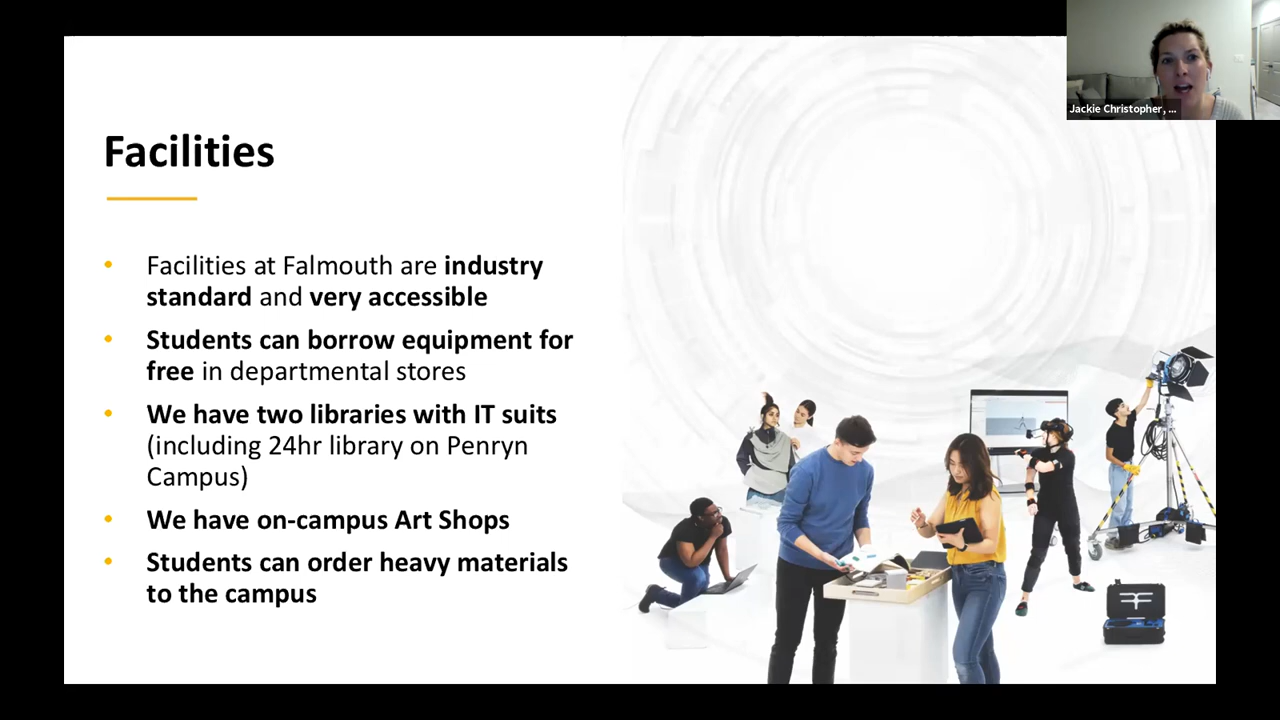 Jackie Christopher, ...
Facilities
• Facilities at Falmouth are industry
standard and very accessible
• Students can borrow equipment for
free in departmental stores
• We have two libraries with IT suits
(including 24hr library on Penryn
Campus)
• We have on-campus Art Shops
• Students can order heavy materials
to the campus